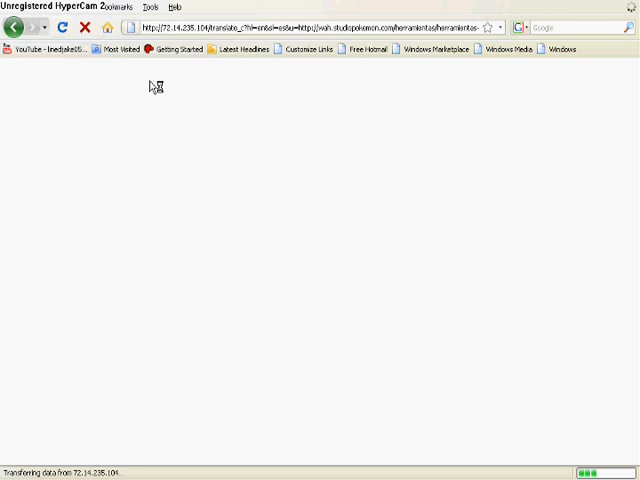 Unregistered HyperCam 2 ookmarks Tools Help
http://72.14.235.104/translate_c?hl=en&sl=es&u=http://wah.studiopokemon.com/herramientas/herramientas- Google
YouTube - linedjake05... Most Visited Getting Started Latest Headlines Customize Links Free Hotmail Windows Marketplace Windows Media Windows
Transferring data from 72.14.235.104...